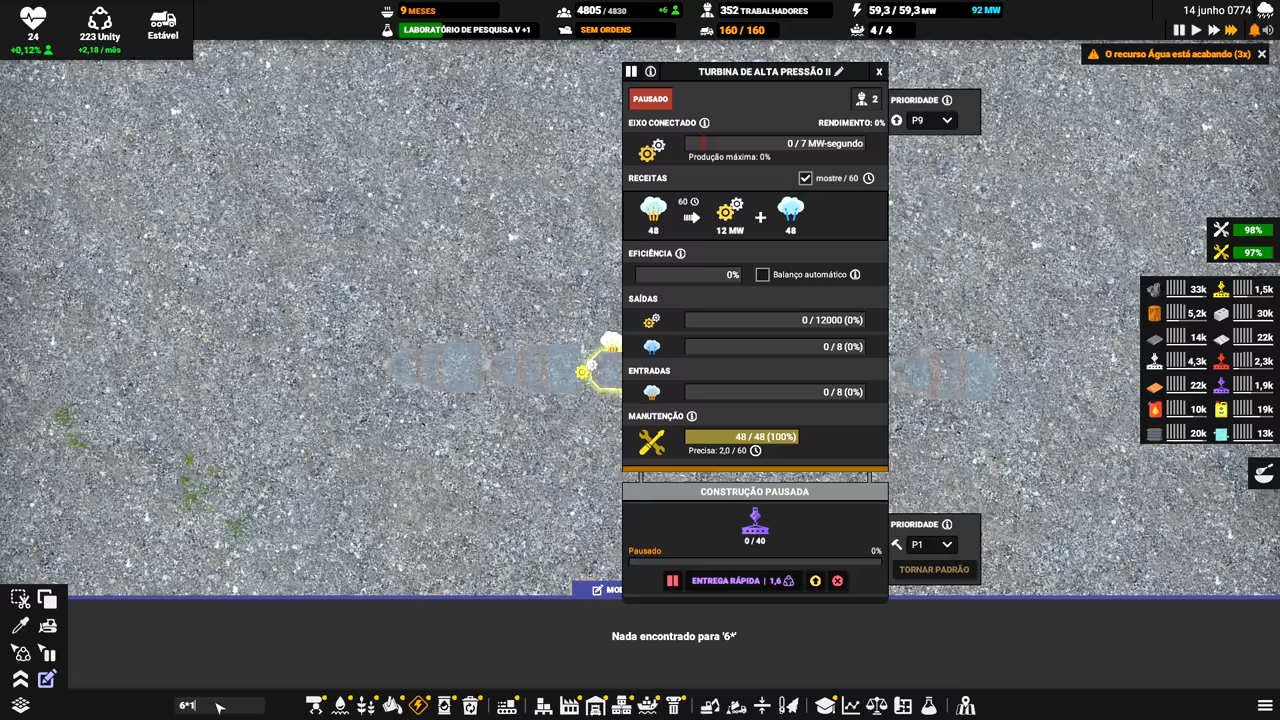 24
+0,12%
223 Unity
+2,18 / mês
Estável
9 MESES
LABORATÓRIO DE PESQUISA V +1
4805 / 4830
+6
SEM ORDENS
352 TRABALHADORES
160 / 160
59,3 / 59,3 MW
92 MW
4 / 4
14 junho 0774
O recurso Água está acabando (3x)
TURBINA DE ALTA PRESSÃO II
X
PAUSADO
2
PRIORIDADE
P9
EIXO CONECTADO
RENDIMENTO: 0%
0 / 7 MW-segundo
Produção máxima: 0%
RECEITAS
mostre / 60
60
48
12 MW
+
48
EFICIÊNCIA
0%
Balanço automático
SAÍDAS
0 / 12000 (0%)
0 / 8 (0%)
ENTRADAS
0 / 8 (0%)
MANUTENÇÃO
48 / 48 (100%)
Precisa: 2,0 / 60
CONSTRUÇÃO PAUSADA
0 / 40
Pausado
0%
ENTREGA RÁPIDA | 1,6
PRIORIDADE
P1
TORNAR PADRÃO
98%
97%
33k
1,5k
5,2k
30k
14k
22k
4,3k
2,3k
22k
1,9k
10k
19k
20k
13k
Nada encontrado para '6*'
6*1